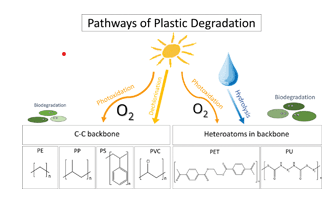 Pathways of Plastic Degradation
Photooxidation
O2
Photooxidation
O2
Hydrolysis
Biodegradation
Biodegradation
C-C backbone
Heteroatoms in backbone
PE
PP
PS
PVC
PET
PU